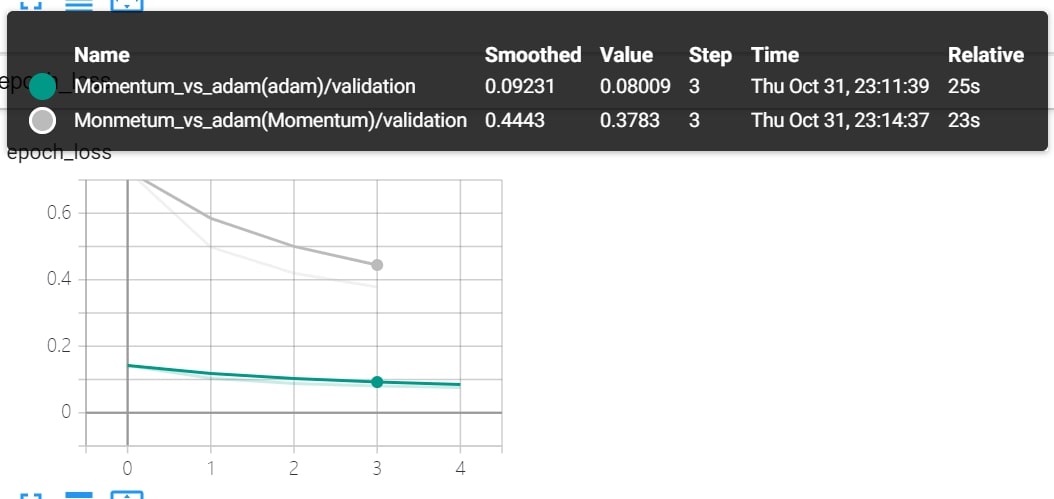 Name Smoothed Value Step Time Relative
epoch_loss
Momentum_vs_adam(adam)/validation 0.09231 0.08009 3 Thu Oct 31, 23:11:39 25s
Monmetum_vs_adam(Momentum)/validation 0.4443 0.3783 3 Thu Oct 31, 23:14:37 23s
epoch_loss
0.6
0.4
0.2
0
0 1 2 3 4